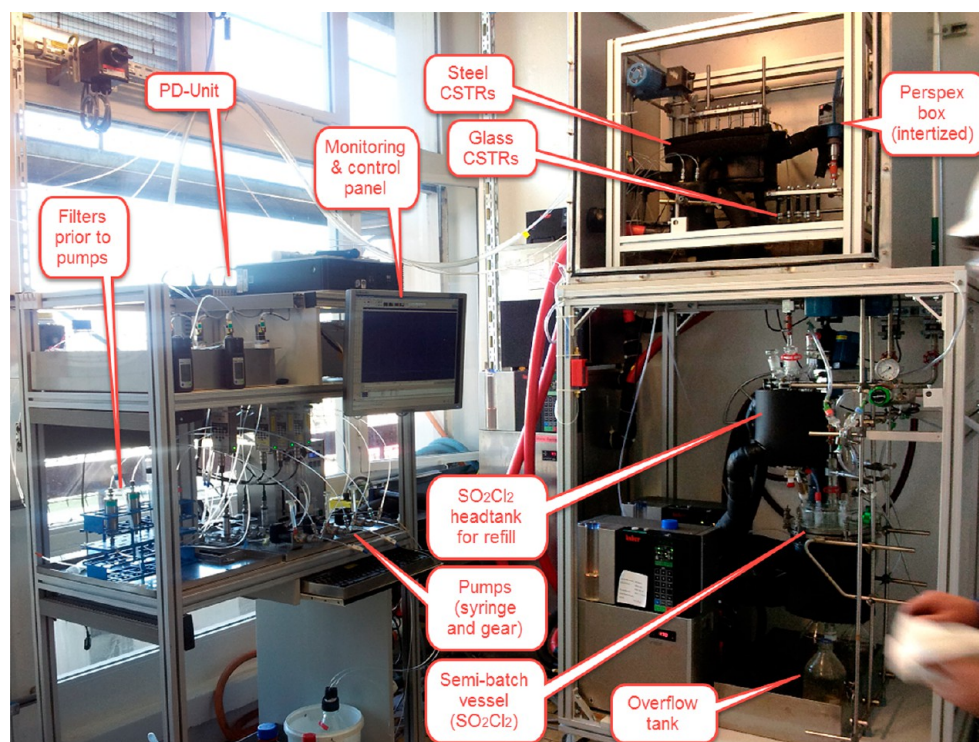 PD-Unit
Monitoring
& control
panel
Filters
prior to
pumps
Steel
CSTRs
Glass
CSTRs
Perspex
box
(intertized)
SO₂Cl₂
headtank
for refill
Pumps
(syringe
and gear)
Semi-batch
vessel
(SO₂Cl₂)
Overflow
tank
huber